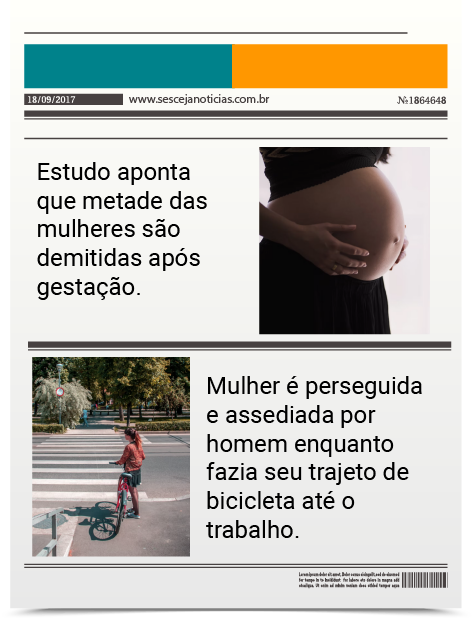 18/09/2017 www.sescejanoticias.com.br №1864648
Estudo aponta
que metade das
mulheres são
demitidas após
gestação.
Mulher é perseguida
e assediada por
homem enquanto
fazia seu trajeto de
bicicleta até o
trabalho.